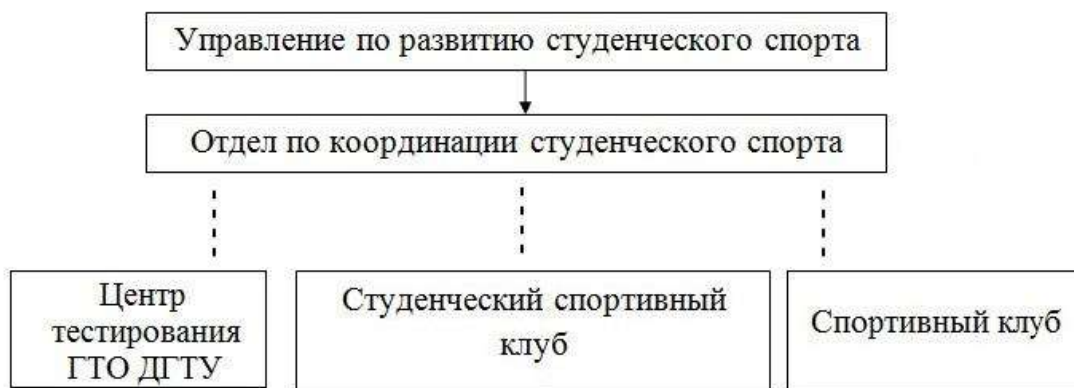 Управление по развитию студенческого спорта
Отдел по координации студенческого спорта
Центр
тестирования
ГТО ДГТУ
Студенческий спортивный
клуб
Спортивный клуб